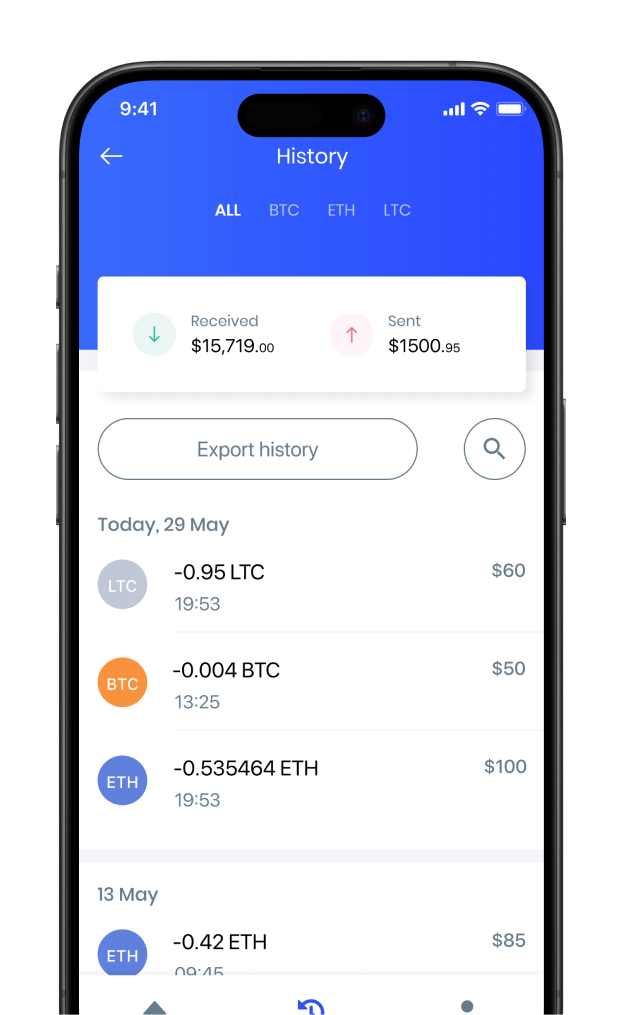 9:41
History
ALL BTC ETH LTC
Received Sent
$15,719.00 $1500.95
Export history
Today, 29 May
LTC -0.95 LTC $60
19:53
BTC -0.004 BTC $50
13:25
ETH -0.535464 ETH $100
19:53
13 May
ETH -0.42 ETH $85
09:45